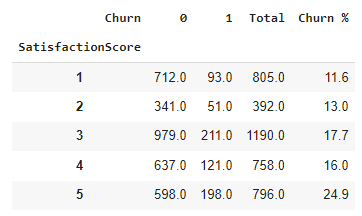 Churn 0 1 Total Churn %
SatisfactionScore
1 712.0 93.0 805.0 11.6
2 341.0 51.0 392.0 13.0
3 979.0 211.0 1190.0 17.7
4 637.0 121.0 758.0 16.0
5 598.0 198.0 796.0 24.9